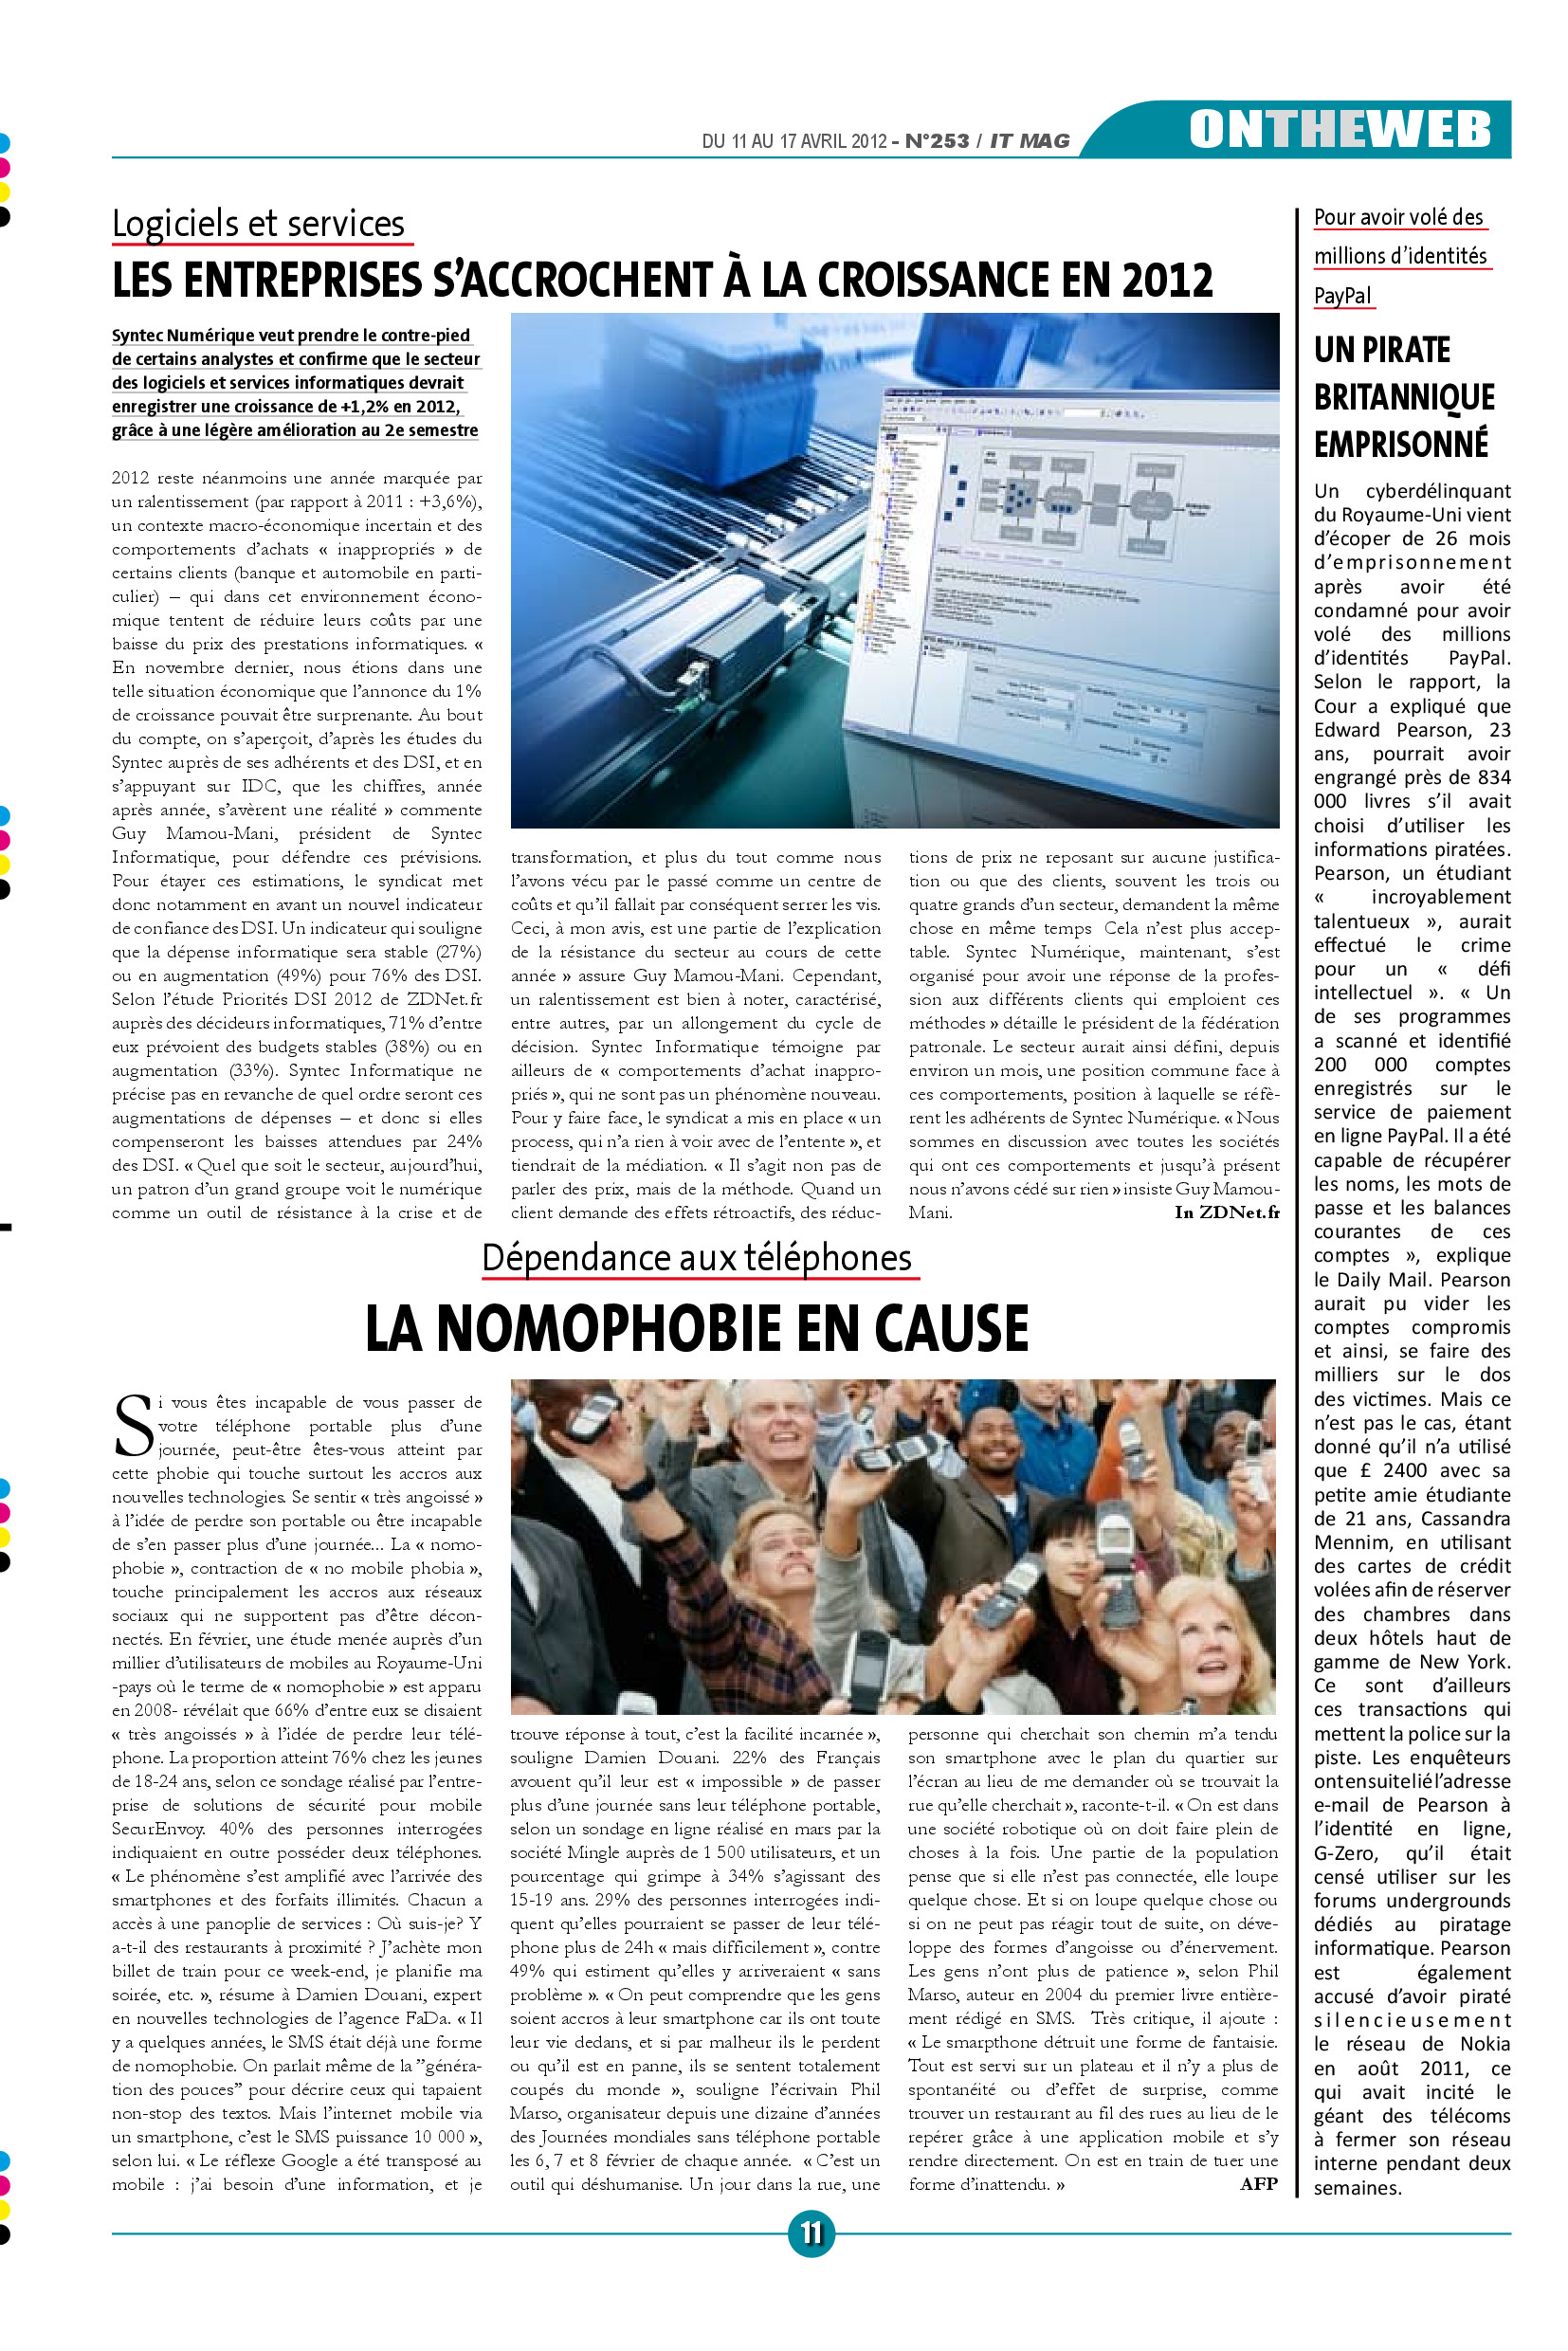 DU 11 AU 17 AVRIL 2012 - N°253 / IT MAG
ONTHEWEB
Logiciels et services
LES ENTREPRISES S’ACCROCHENT À LA CROISSANCE EN 2012
Syntec Numérique veut prendre le contre-pied
de certains analystes et confirme que le secteur
des logiciels et services informatiques devrait
enregistrer une croissance de +1,2% en 2012,
grâce à une légère amélioration au 2e semestre
2012 reste néanmoins une année marquée par
un ralentissement (par rapport à 2011 : +3,6%),
un contexte macro-économique incertain et des
comportements d’achats « inappropriés » de
certains clients (banque et automobile en parti-
culier) – qui dans cet environnement écono-
mique tentent de réduire leurs coûts par une
baisse du prix des prestations informatiques. «
En novembre dernier, nous étions dans une
telle situation économique que l’annonce du 1%
de croissance pouvait être surprenante. Au bout
du compte, on s’aperçoit, d’après les études du
Syntec auprès de ses adhérents et des DSI, et en
s’appuyant sur IDC, que les chiffres, année
après année, s’avèrent une réalité » commente
Guy Mamou-Mani, président de Syntec
Informatique, pour défendre ces prévisions.
Pour étayer ces estimations, le syndicat met
donc notamment en avant un nouvel indicateur
de confiance des DSI. Un indicateur qui souligne
que la dépense informatique sera stable (27%)
ou en augmentation (49%) pour 76% des DSI.
Selon l’étude Priorités DSI 2012 de ZDNet.fr
auprès des décideurs informatiques, 71% d’entre
eux prévoient des budgets stables (38%) ou en
augmentation (33%). Syntec Informatique ne
précise pas en revanche de quel ordre seront ces
augmentations de dépenses – et donc si elles
compenseront les baisses attendues par 24%
des DSI. « Quel que soit le secteur, aujourd’hui,
un patron d’un grand groupe voit le numérique
comme un outil de résistance à la crise et de
transformation, et plus du tout comme nous
l’avons vécu par le passé comme un centre de
coûts et qu’il fallait par conséquent serrer les vis.
Ceci, à mon avis, est une partie de l’explication
de la résistance du secteur au cours de cette
année » assure Guy Mamou-Mani. Cependant,
un ralentissement est bien à noter, caractérisé,
entre autres, par un allongement du cycle de
décision. Syntec Informatique témoigne par
ailleurs de « comportements d’achat inappro-
priés », qui ne sont pas un phénomène nouveau.
Pour y faire face, le syndicat a mis en place « un
process, qui n’a rien à voir avec de l’entente », et
tiendrait de la médiation. « Il s’agit non pas de
parler des prix, mais de la méthode. Quand un
client demande des effets rétroactifs, des réduc-
tions de prix ne reposant sur aucune justifica-
tion ou que des clients, souvent les trois ou
quatre grands d’un secteur, demandent la même
chose en même temps Cela n’est plus accep-
table. Syntec Numérique, maintenant, s’est
organisé pour avoir une réponse de la profes-
sion aux différents clients qui emploient ces
méthodes » détaille le président de la fédération
patronale. Le secteur aurait ainsi défini, depuis
environ un mois, une position commune face à
ces comportements, position à laquelle se réfè-
rent les adhérents de Syntec Numérique. « Nous
sommes en discussion avec toutes les sociétés
qui ont ces comportements et jusqu’à présent
nous n’avons cédé sur rien » insiste Guy Mamou-
Mani. In ZDNet.fr
Dépendance aux téléphones
LA NOMOPHOBIE EN CAUSE
Si vous êtes incapable de vous passer de
votre téléphone portable plus d’une
journée, peut-être êtes-vous atteint par
cette phobie qui touche surtout les accros aux
nouvelles technologies. Se sentir « très angoissé »
à l’idée de perdre son portable ou être incapable
de s’en passer plus d’une journée... La « nomo-
phobie », contraction de « no mobile phobia »,
touche principalement les accros aux réseaux
sociaux qui ne supportent pas d’être décon-
nectés. En février, une étude menée auprès d’un
millier d’utilisateurs de mobiles au Royaume-Uni
-pays où le terme de « nomophobie » est apparu
en 2008- révélait que 66% d’entre eux se disaient
« très angoissés » à l’idée de perdre leur télé-
phone. La proportion atteint 76% chez les jeunes
de 18-24 ans, selon ce sondage réalisé par l’entre-
prise de solutions de sécurité pour mobile
SecurEnvoy. 40% des personnes interrogées
indiquaient en outre posséder deux téléphones.
« Le phénomène s’est amplifié avec l’arrivée des
smartphones et des forfaits illimités. Chacun a
accès à une panoplie de services : Où suis-je? Y
a-t-il des restaurants à proximité ? J’achète mon
billet de train pour ce week-end, je planifie ma
soirée, etc. », résume à Damien Douani, expert
en nouvelles technologies de l’agence FaDa. « Il
y a quelques années, le SMS était déjà une forme
de nomophobie. On parlait même de la ”généra-
tion des pouces” pour décrire ceux qui tapaient
non-stop des textos. Mais l’internet mobile via
un smartphone, c’est le SMS puissance 10 000 »,
selon lui. « Le réflexe Google a été transposé au
mobile : j’ai besoin d’une information, et je
trouve réponse à tout, c’est la facilité incarnée »,
souligne Damien Douani. 22% des Français
avouent qu’il leur est « impossible » de passer
plus d’une journée sans leur téléphone portable,
selon un sondage en ligne réalisé en mars par la
société Mingle auprès de 1 500 utilisateurs, et un
pourcentage qui grimpe à 34% s’agissant des
15-19 ans. 29% des personnes interrogées indi-
quent qu’elles pourraient se passer de leur télé-
phone plus de 24h « mais difficilement », contre
49% qui estiment qu’elles y arriveraient « sans
problème ». « On peut comprendre que les gens
soient accros à leur smartphone car ils ont toute
leur vie dedans, et si par malheur ils le perdent
ou qu’il est en panne, ils se sentent totalement
coupés du monde », souligne l’écrivain Phil
Marso, organisateur depuis une dizaine d’années
des Journées mondiales sans téléphone portable
les 6, 7 et 8 février de chaque année. « C’est un
outil qui déshumanise. Un jour dans la rue, une
personne qui cherchait son chemin m’a tendu
son smartphone avec le plan du quartier sur
l’écran au lieu de me demander où se trouvait la
rue qu’elle cherchait », raconte-t-il. « On est dans
une société robotique où on doit faire plein de
choses à la fois. Une partie de la population
pense que si elle n’est pas connectée, elle loupe
quelque chose. Et si on loupe quelque chose ou
si on ne peut pas réagir tout de suite, on déve-
loppe des formes d’angoisse ou d’énervement.
Les gens n’ont plus de patience », selon Phil
Marso, auteur en 2004 du premier livre entière-
ment rédigé en SMS. Très critique, il ajoute :
« Le smarpthone détruit une forme de fantaisie.
Tout est servi sur un plateau et il n’y a plus de
spontanéité ou d’effet de surprise, comme
trouver un restaurant au fil des rues au lieu de le
repérer grâce à une application mobile et s’y
rendre directement. On est en train de tuer une
forme d’inattendu. » AFP
Pour avoir volé des
millions d’identités
PayPal
UN PIRATE
BRITANNIQUE
EMPRISONNÉ
Un cyberdélinquant
du Royaume-Uni vient
d’écoper de 26 mois
d’emprisonnement
après avoir été
condamné pour avoir
volé des millions
d’identités PayPal.
Selon le rapport, la
Cour a expliqué que
Edward Pearson, 23
ans, pourrait avoir
engrangé près de 834
000 livres s’il avait
choisi d’utiliser les
informations piratées.
Pearson, un étudiant
« incroyablement
talentueux », aurait
effectué le crime
pour un « défi
intellectuel ». « Un
de ses programmes
a scanné et identifié
200 000 comptes
enregistrés sur le
service de paiement
en ligne PayPal. Il a été
capable de récupérer
les noms, les mots de
passe et les balances
courantes de ces
comptes », explique
le Daily Mail. Pearson
aurait pu vider les
comptes compromis
et ainsi, se faire des
milliers sur le dos
des victimes. Mais ce
n’est pas le cas, étant
donné qu’il n’a utilisé
que £ 2400 avec sa
petite amie étudiante
de 21 ans, Cassandra
Mennim, en utilisant
des cartes de crédit
volées afin de réserver
des chambres dans
deux hôtels haut de
gamme de New York.
Ce sont d’ailleurs
ces transactions qui
mettent la police sur la
piste. Les enquêteurs
ont ensuite lié l’adresse
e-mail de Pearson à
l’identité en ligne,
G-Zero, qu’il était
censé utiliser sur les
forums undergrounds
dédiés au piratage
informatique. Pearson
est également
accusé d’avoir piraté
silencieusement
le réseau de Nokia
en août 2011, ce
qui avait incité le
géant des télécoms
à fermer son réseau
interne pendant deux
semaines.
11